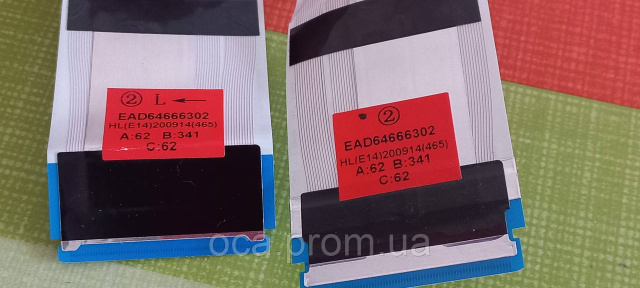 ② L ←
EAD64666302
HL(E14)200914(465)
A:62 B:341
C:62
②
EAD64666302
HL(E14)200914(465)
A:62 B:341
C:62
oca.prom.ua